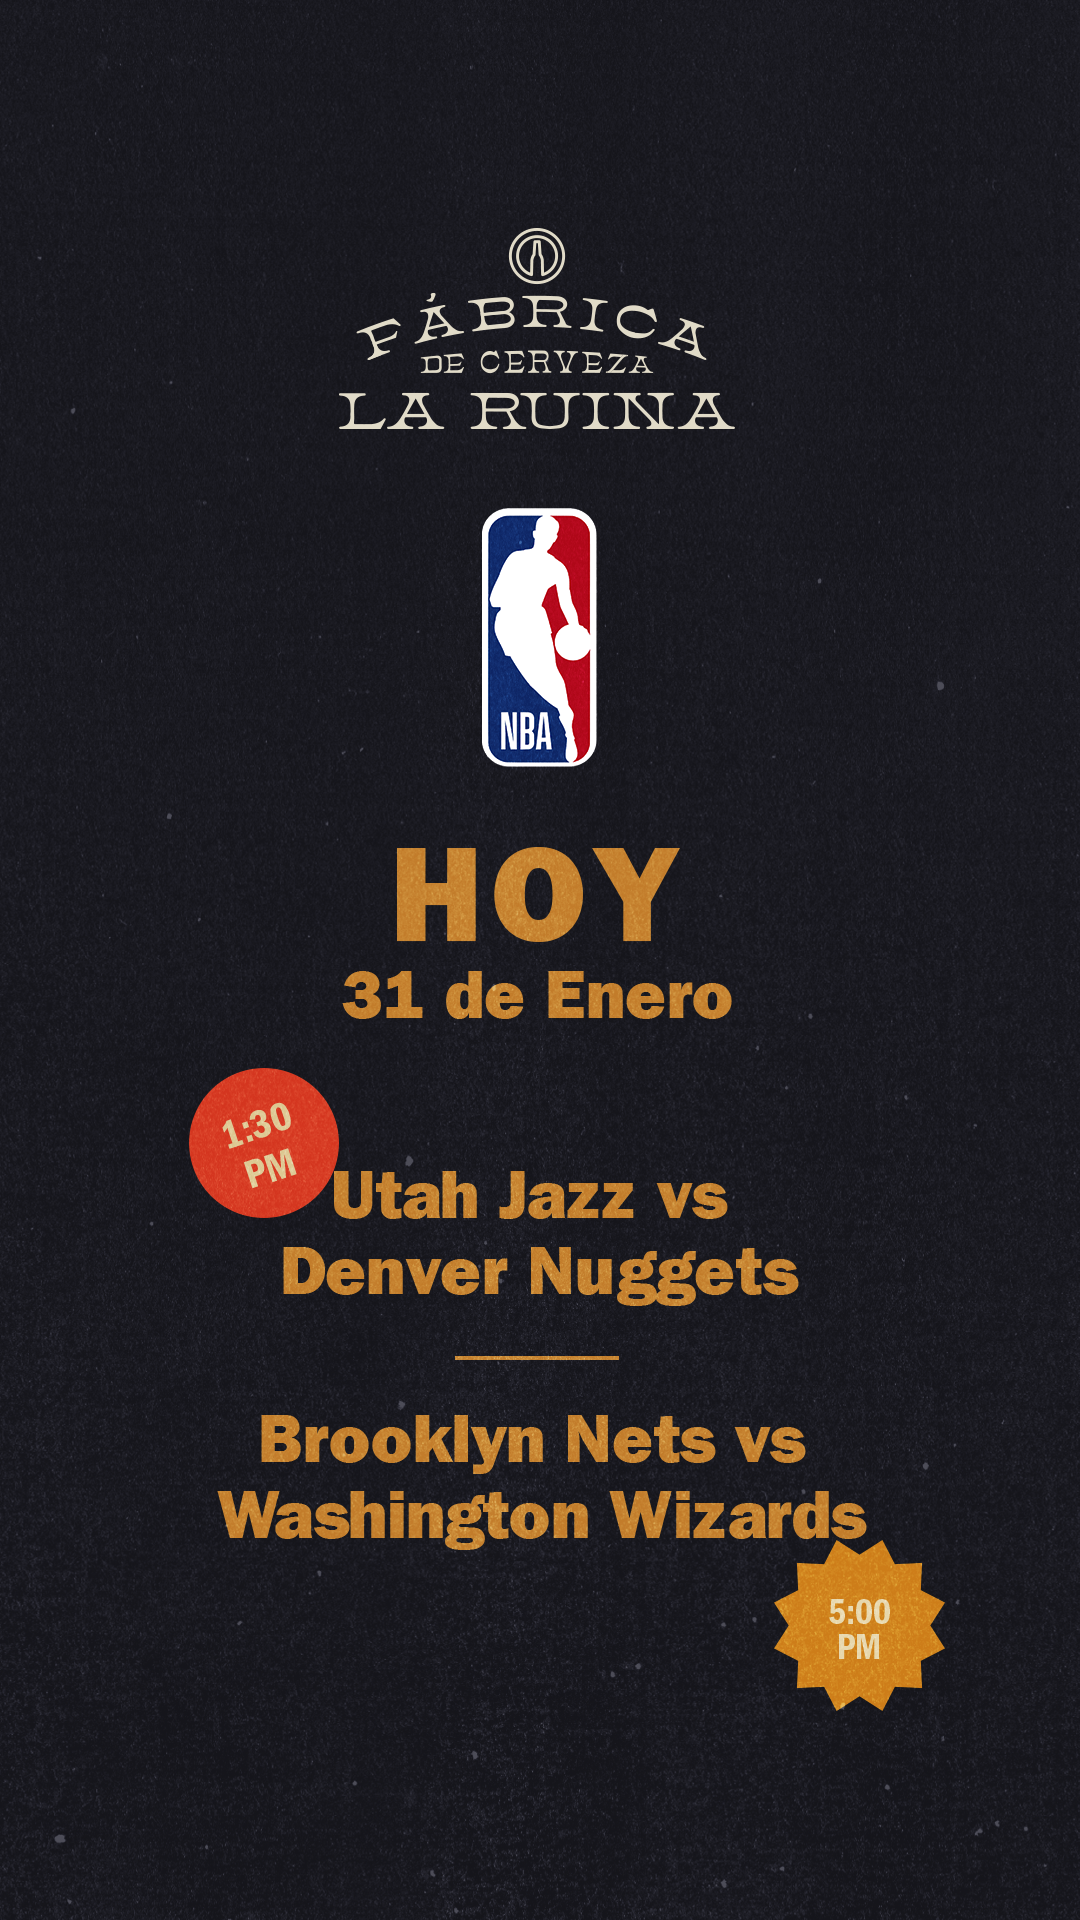 FÁBRICA
DE CERVEZA
LA RUINA
NBA
HOY
31 de Enero
1:30
PM
Utah Jazz vs
Denver Nuggets
Brooklyn Nets vs
Washington Wizards
5:00
PM